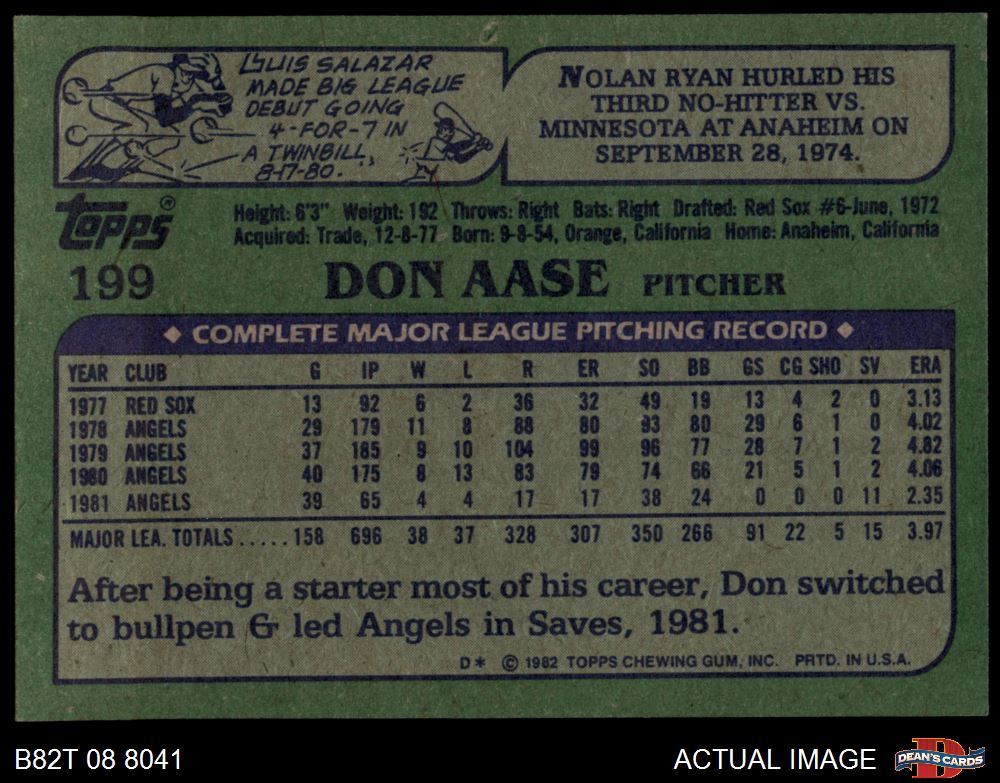 LUIS SALAZAR
MADE BIG LEAGUE
DEBUT GOING
4-FOR-7 IN
A TWINBILL,
8-17-80.
NOLAN RYAN HURLED HIS
THIRD NO-HITTER VS.
MINNESOTA AT ANAHEIM ON
SEPTEMBER 28, 1974.
Topps®
Height: 6'3" Weight: 192 Throws: Right Bats: Right Drafted: Red Sox #6-June, 1972
Acquired: Trade, 12-8-77 Born: 9-8-54, Orange, California Home: Anaheim, California
199 DON AASE PITCHER
◆ COMPLETE MAJOR LEAGUE PITCHING RECORD ◆
YEAR CLUB G IP W L R ER SO BB GS CG SHO SV ERA
1977 RED SOX 13 92 6 2 36 32 49 19 13 4 2 0 3.13
1978 ANGELS 29 179 11 8 88 80 93 80 29 6 1 0 4.02
1979 ANGELS 37 185 9 10 104 99 96 77 28 7 1 2 4.82
1980 ANGELS 40 175 8 13 83 79 74 66 21 5 1 2 4.06
1981 ANGELS 39 65 4 4 17 17 38 24 0 0 0 11 2.35
MAJOR LEA. TOTALS.....158 696 38 37 328 307 350 266 91 22 5 15 3.97
After being a starter most of his career, Don switched
to bullpen & led Angels in Saves, 1981.
D* © 1982 TOPPS CHEWING GUM, INC. PRTD. IN U.S.A.
B82T 08 8041 ACTUAL IMAGE D DEAN'S CARDS